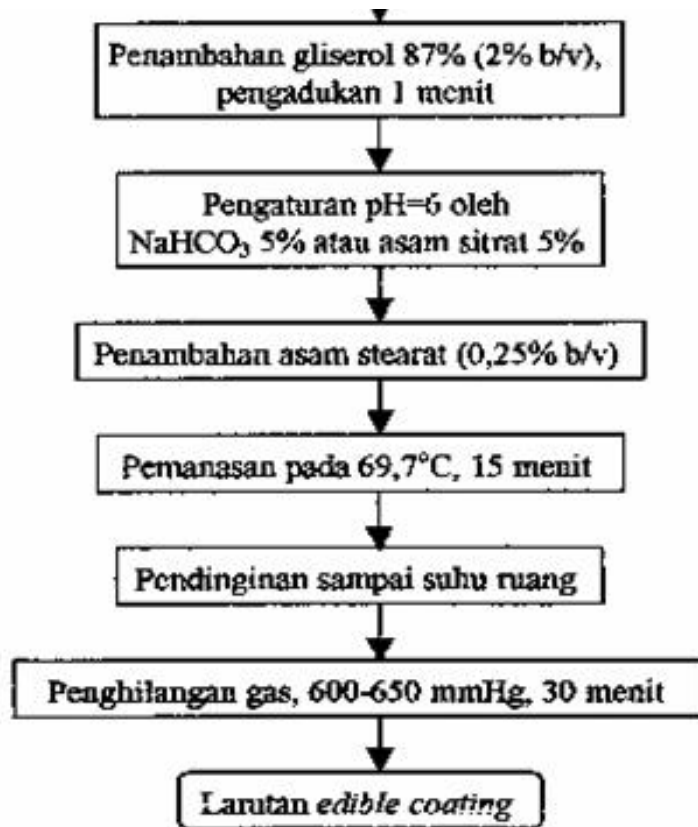 Penambahan gliserol 87% (2% b/v),
pengadukan 1 menit
Pengaturan pH=6 oleh
NaHCO₃ 5% atau asam sitrat 5%
Penambahan asam stearat (0,25% b/v)
Pemanasan pada 69,7°C, 15 menit
Pendinginan sampai suhu ruang
Penghilangan gas, 600-650 mmHg, 30 menit
Larutan edible coating